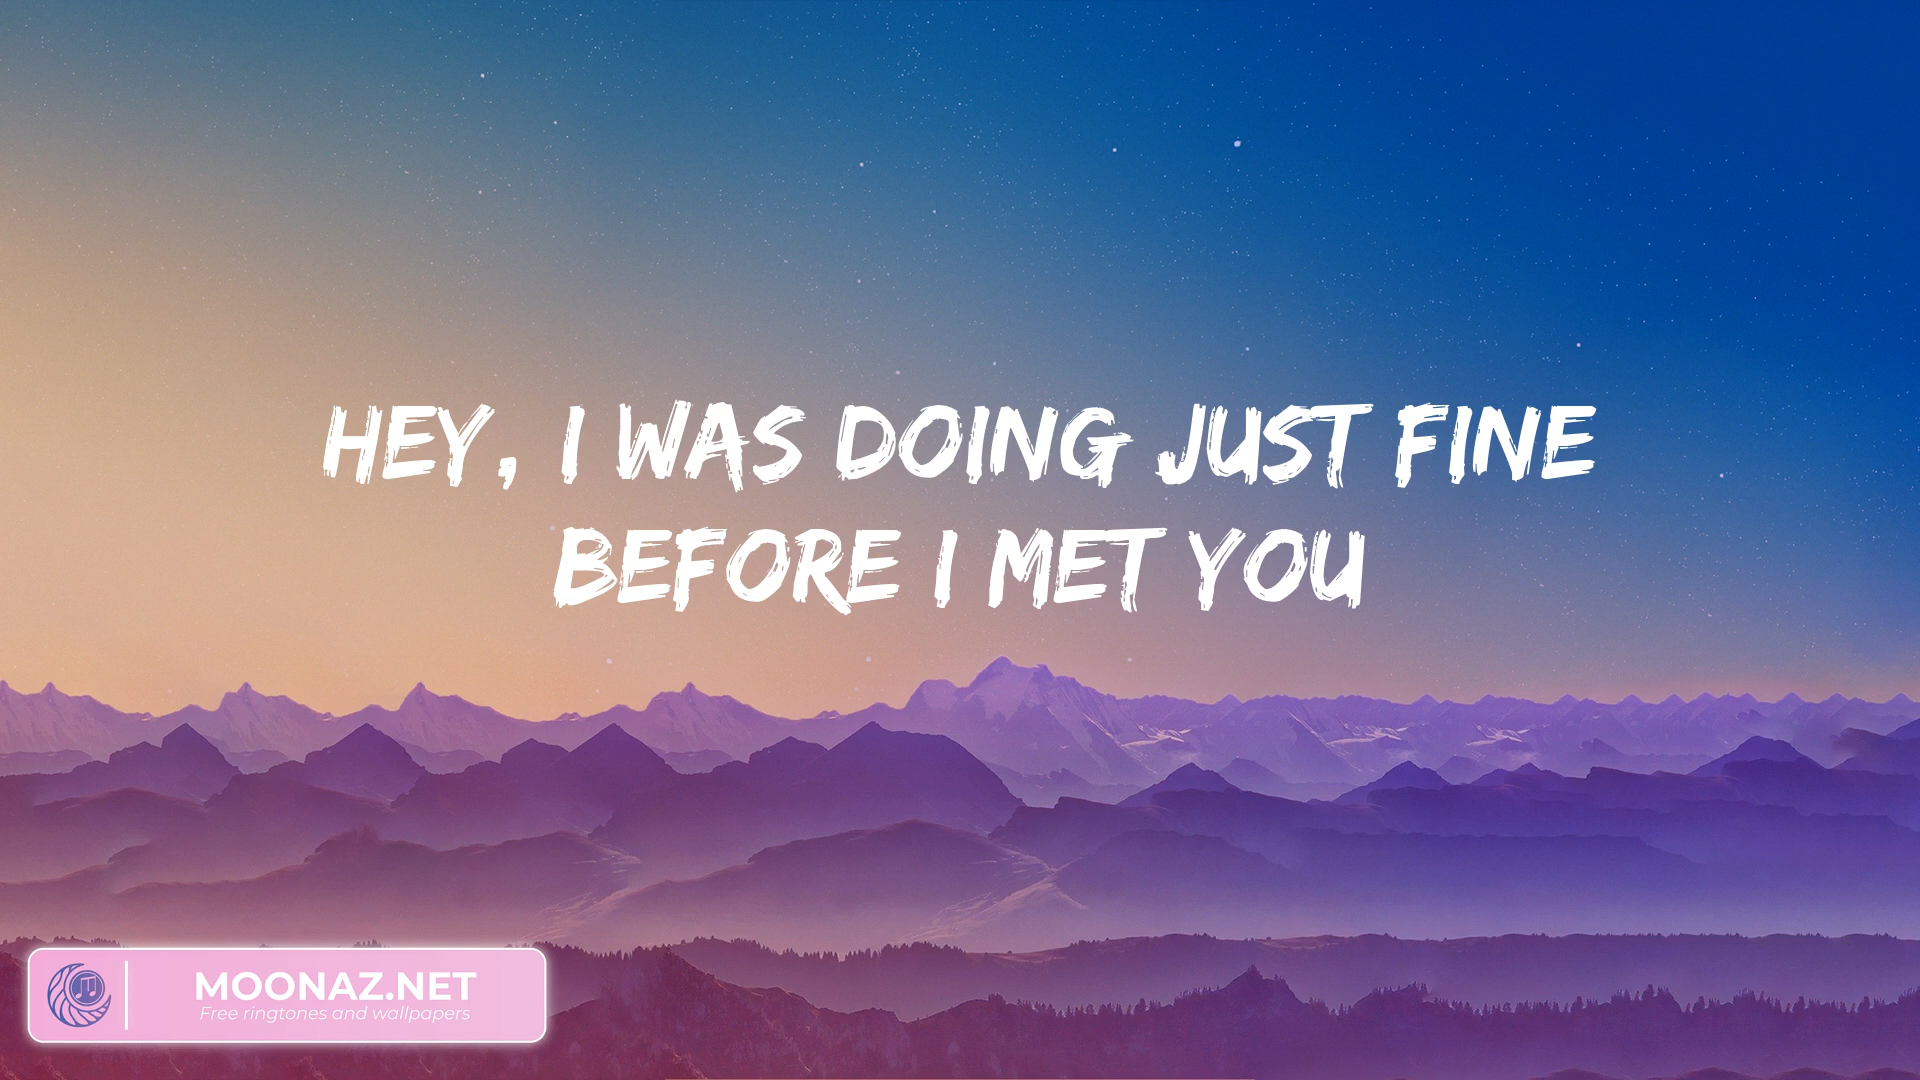 HEY, I WAS DOING JUST FINE
BEFORE I MET YOU
MOONAZ.NET
Free ringtones and wallpapers